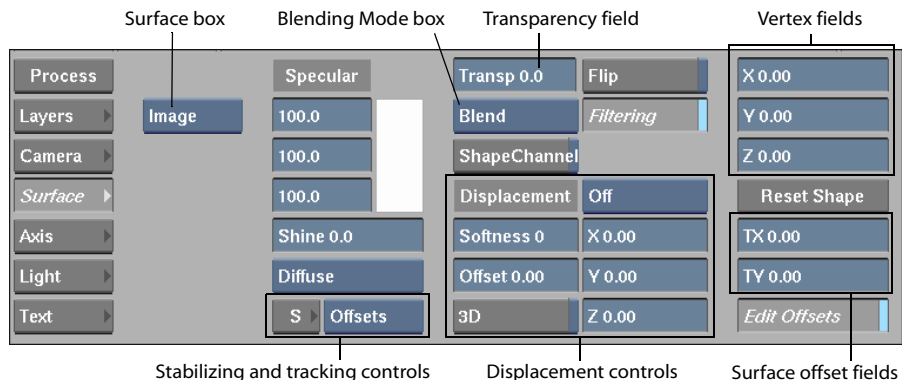 Surface box Blending Mode box Transparency field Vertex fields
Process Specular Transp 0.0 Flip X 0.00
Layers Image 100.0 Blend Filtering Y 0.00
Camera 100.0 ShapeChannel Z 0.00
Surface 100.0 Displacement Off Reset Shape
Axis Shine 0.0 Softness 0 X 0.00 TX 0.00
Light Diffuse Offset 0.00 Y 0.00 TY 0.00
Text S Offsets 3D Z 0.00 Edit Offsets
Stabilizing and tracking controls Displacement controls Surface offset fields